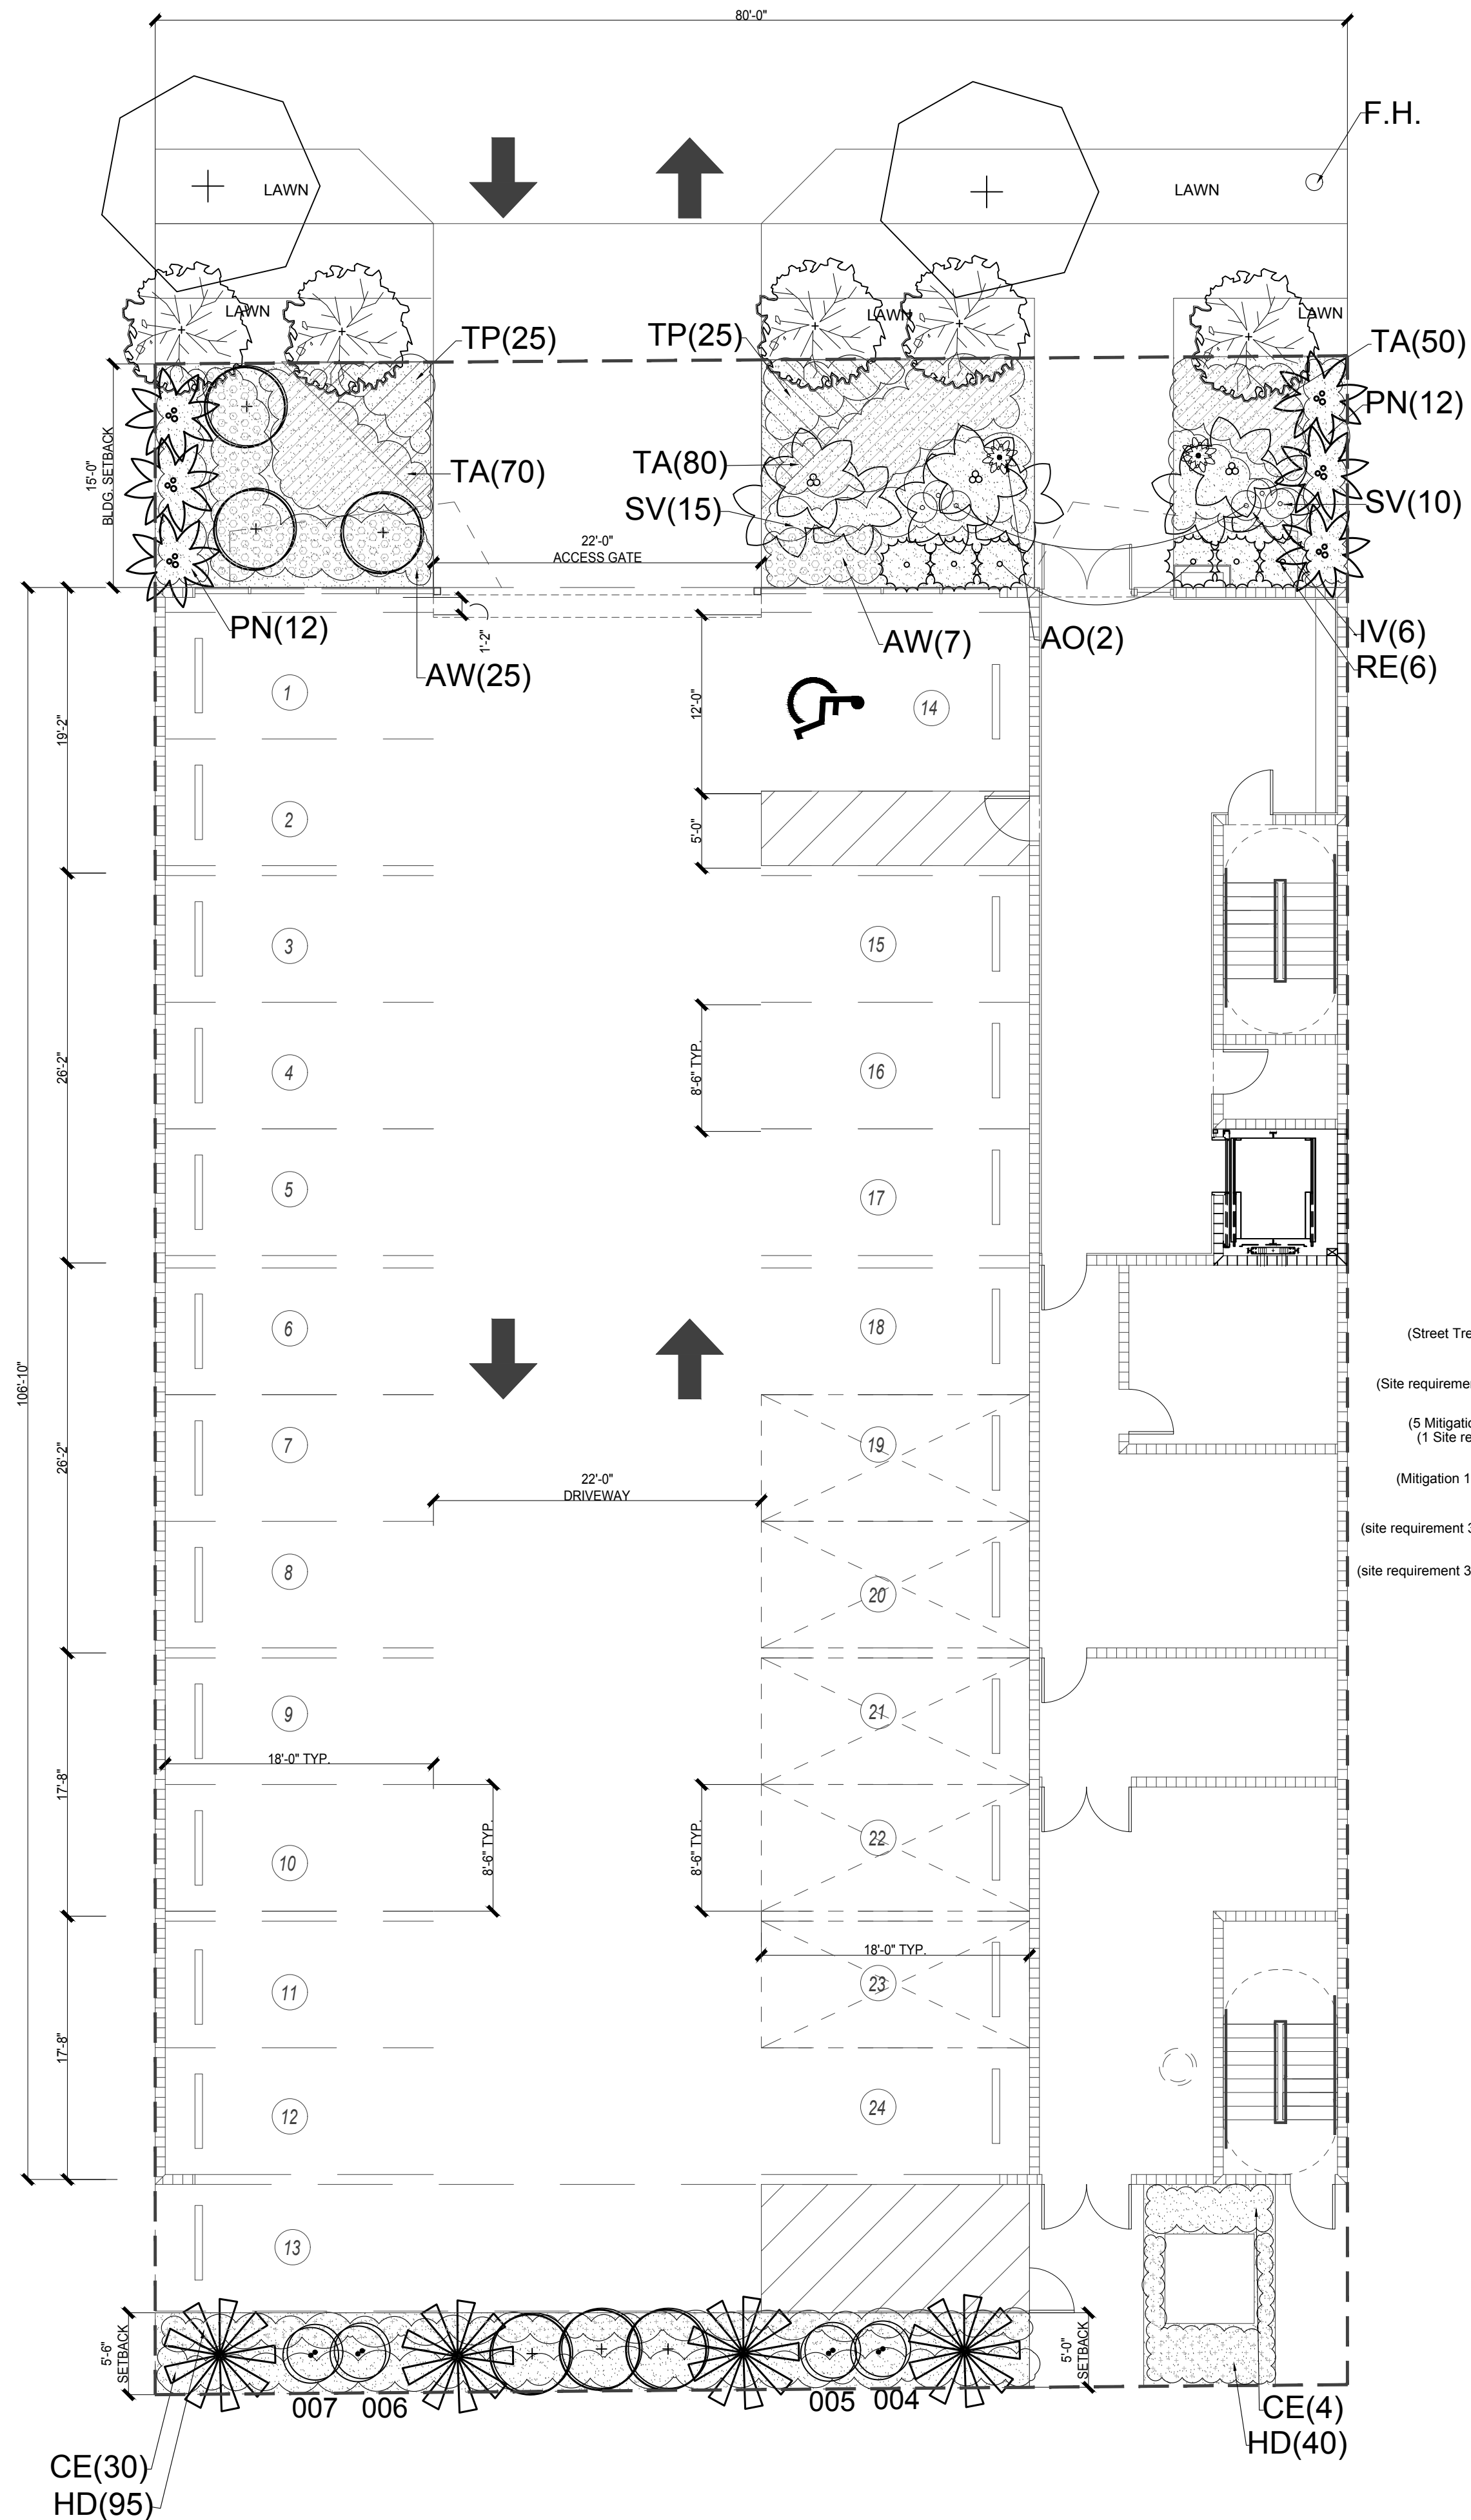 80'-0"
F.H.
LAWN
LAWN
LAWN
LAWN
LAWN
TP(25)
TP(25)
TA(50)
PN(12)
TA(70)
TA(80)
SV(15)
SV(10)
15'-0"
BLDG. SETBACK
22'-0"
ACCESS GATE
PN(12)
AW(25)
1'-2"
AW(7)
AO(2)
IV(6)
RE(6)
1
14
12'-0"
19'-2"
2
5'-0"
3
15
26'-2"
4
8'-6" TYP.
16
5
17
6
18
(Street Tre
106'-10"
(Site requireme
(5 Mitigatio
(1 Site re
26'-2"
7
19
22'-0"
DRIVEWAY
(Mitigation 1
(site requirement 3
8
20
(site requirement 3
9
21
18'-0" TYP.
17'-8"
10
8'-6" TYP.
8'-6" TYP.
22
18'-0" TYP.
11
23
17'-8"
12
24
13
5'-6"
SETBACK
5'-0"
SETBACK
007
006
005
004
CE(4)
HD(40)
CE(30)
HD(95)